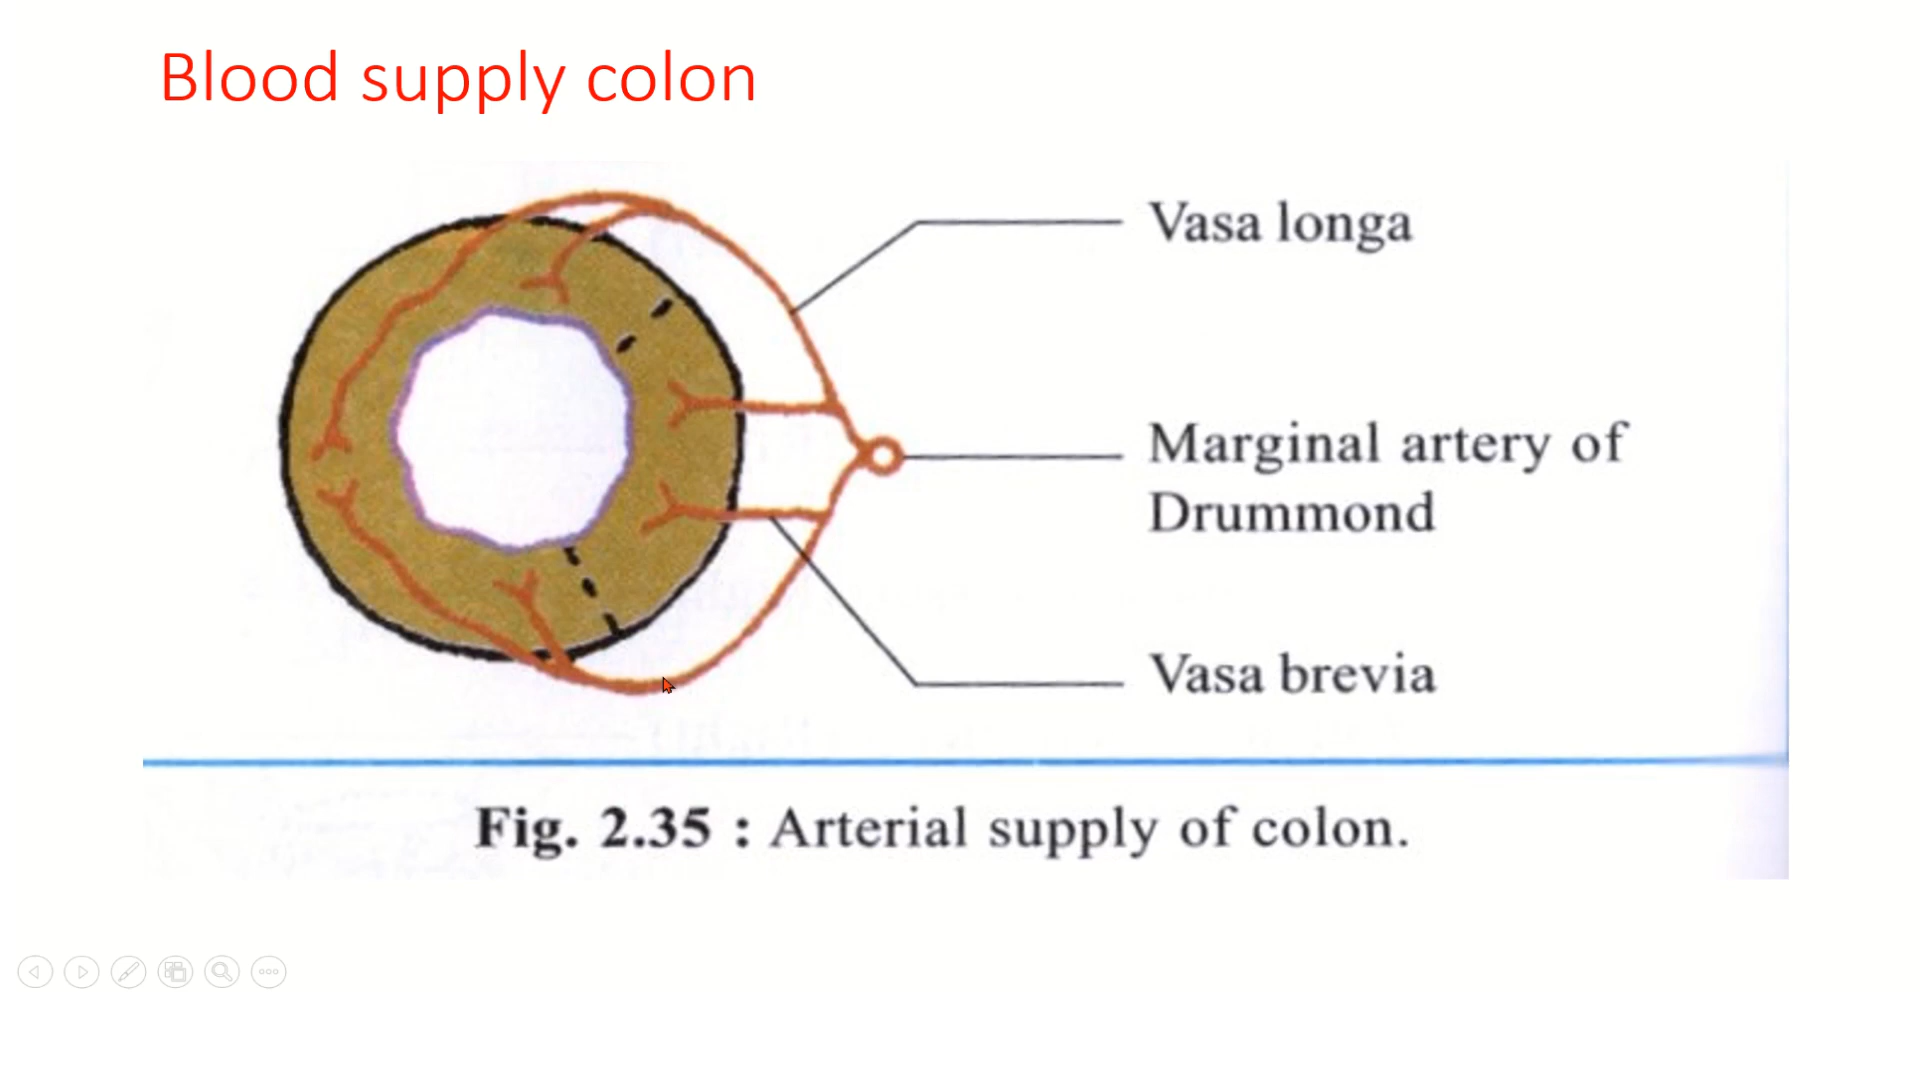 Blood supply colon
Vasa longa
Marginal artery of
Drummond
Vasa brevia
Fig. 2.35 : Arterial supply of colon.